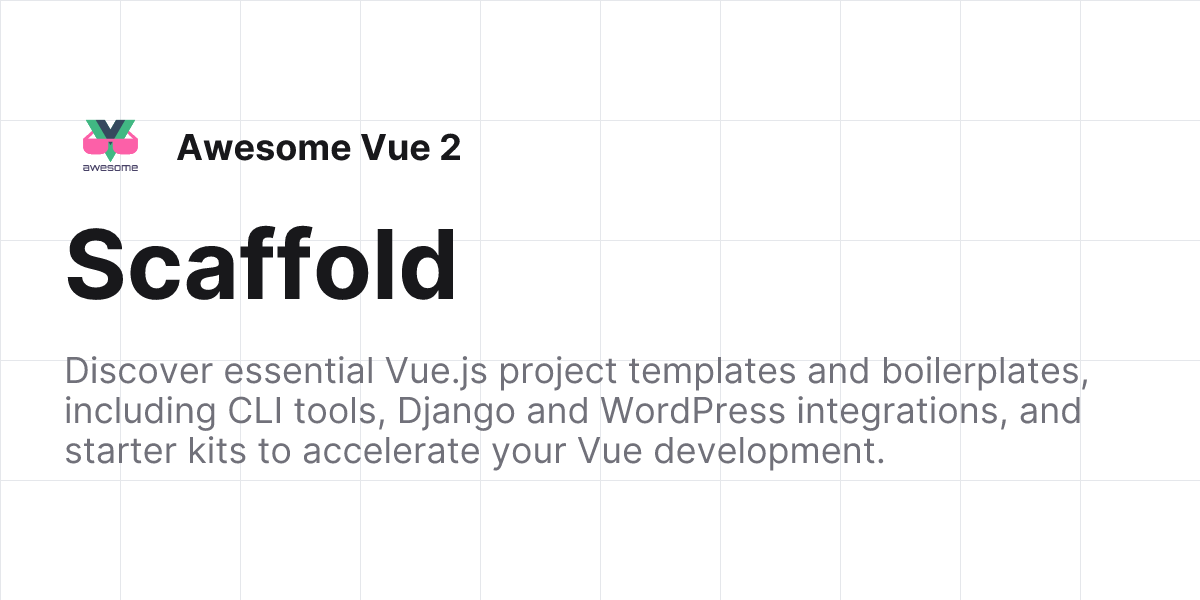 awesome
Awesome Vue 2
Scaffold
Discover essential Vue.js project templates and boilerplates,
including CLI tools, Django and WordPress integrations, and
starter kits to accelerate your Vue development.